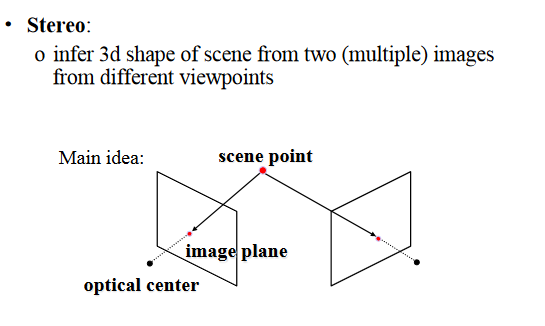 • Stereo:
o infer 3d shape of scene from two (multiple) images
from different viewpoints
Main idea:
scene point
image plane
optical center